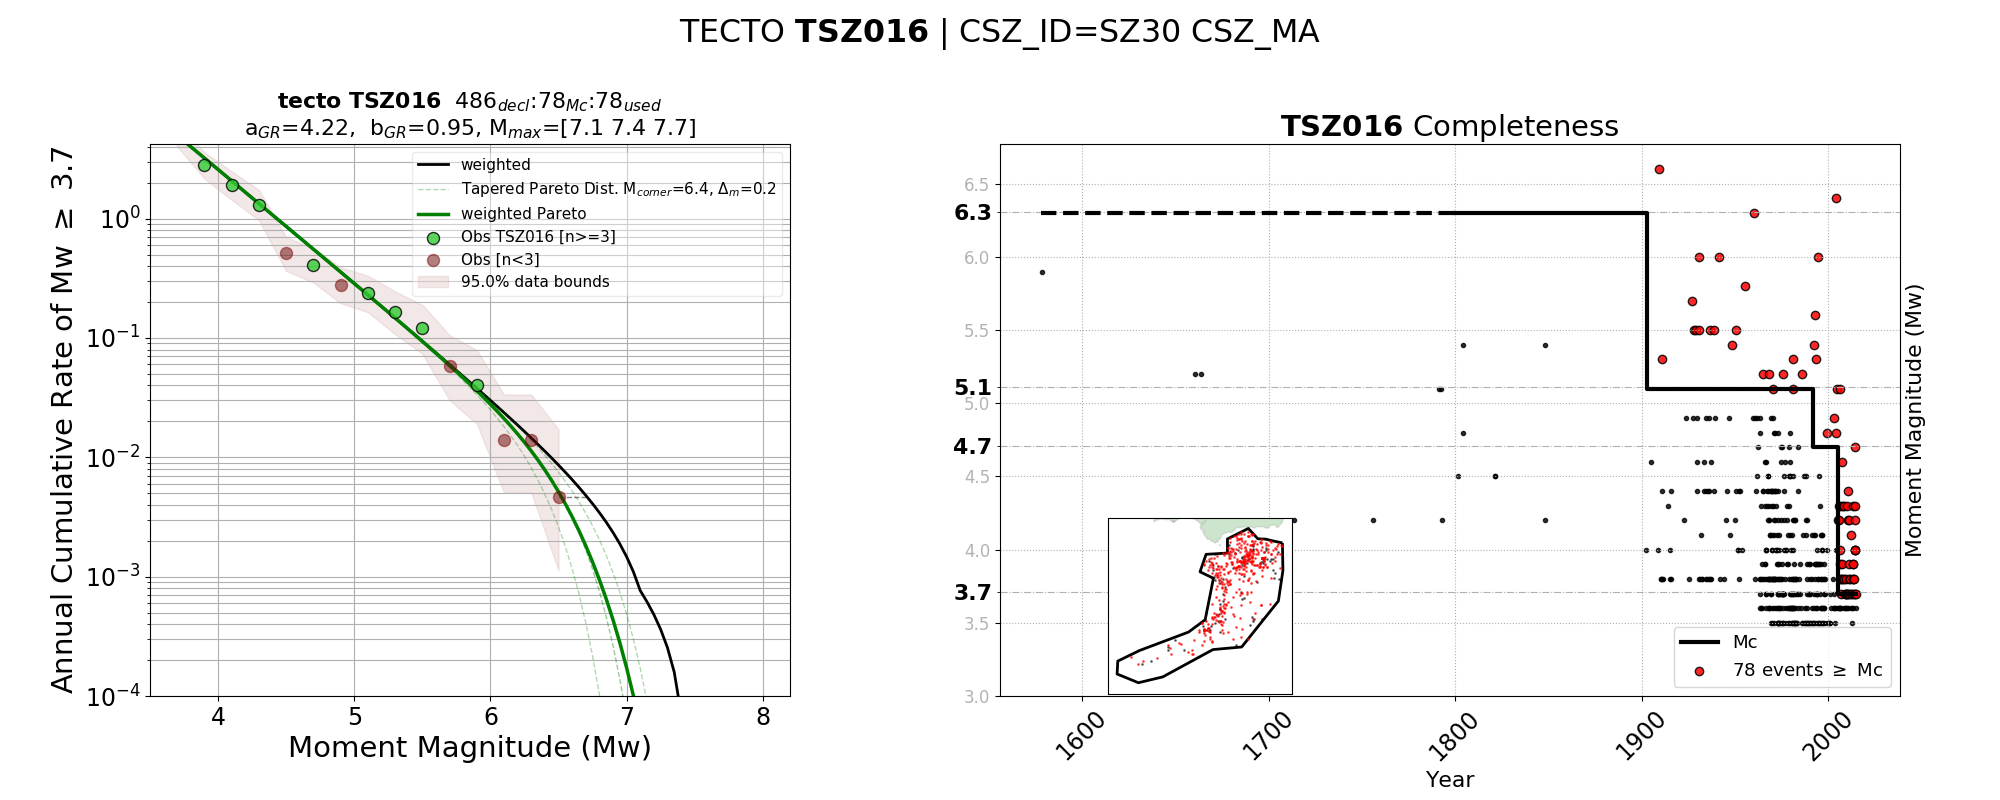 TECTO TSZ016 | CSZ_ID=SZ30 CSZ_MA
tecto TSZ016 486decl:78Mc:78used
aGR=4.22, bGR=0.95, Mmax=[7.1 7.4 7.7]
Annual Cumulative Rate of Mw ≥ 3.7
10^0
10^-1
10^-2
10^-3
10^-4
weighted
Tapered Pareto Dist. Mcorner=6.4, Δm=0.2
weighted Pareto
Obs TSZ016 [n>=3]
Obs [n<3]
95.0% data bounds
4 5 6 7 8
Moment Magnitude (Mw)
TSZ016 Completeness
6.5
6.3
6.0
5.5
5.1
5.0
4.7
4.5
4.0
3.7
3.5
3.0
Mc
78 events ≥ Mc
1600 1700 1800 1900 2000
Year
Moment Magnitude (Mw)